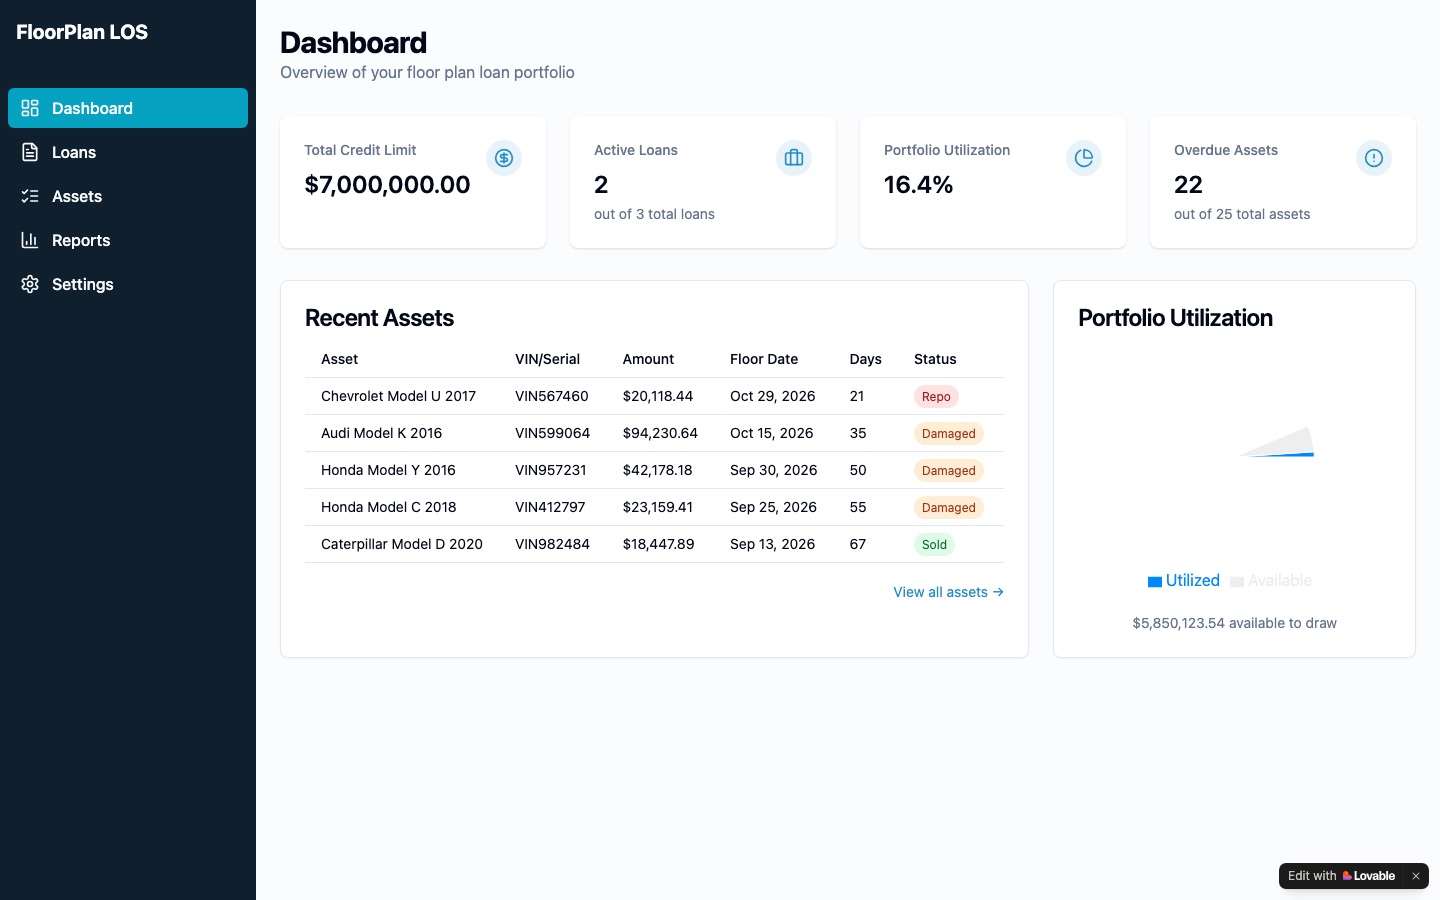 FloorPlan LOS
Dashboard
Loans
Assets
Reports
Settings
Dashboard
Overview of your floor plan loan portfolio
Total Credit Limit
$7,000,000.00
Active Loans
2
out of 3 total loans
Portfolio Utilization
16.4%
Overdue Assets
22
out of 25 total assets
Recent Assets
Asset VIN/Serial Amount Floor Date Days Status
Chevrolet Model U 2017 VIN567460 $20,118.44 Oct 29, 2026 21 Repo
Audi Model K 2016 VIN599064 $94,230.64 Oct 15, 2026 35 Damaged
Honda Model Y 2016 VIN957231 $42,178.18 Sep 30, 2026 50 Damaged
Honda Model C 2018 VIN412797 $23,159.41 Sep 25, 2026 55 Damaged
Caterpillar Model D 2020 VIN982484 $18,447.89 Sep 13, 2026 67 Sold
View all assets →
Portfolio Utilization
Utilized Available
$5,850,123.54 available to draw
Edit with Lovable ×